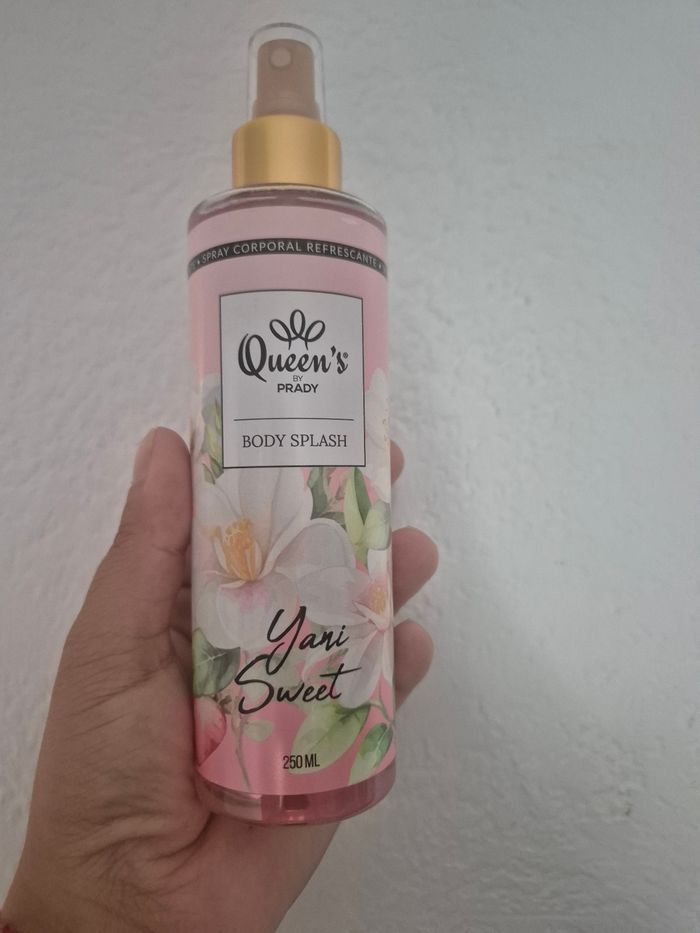 • SPRAY CORPORAL REFRESCANTE •
Queen's®
BY
PRADY
BODY SPLASH
Yani
Sweet
250 ML